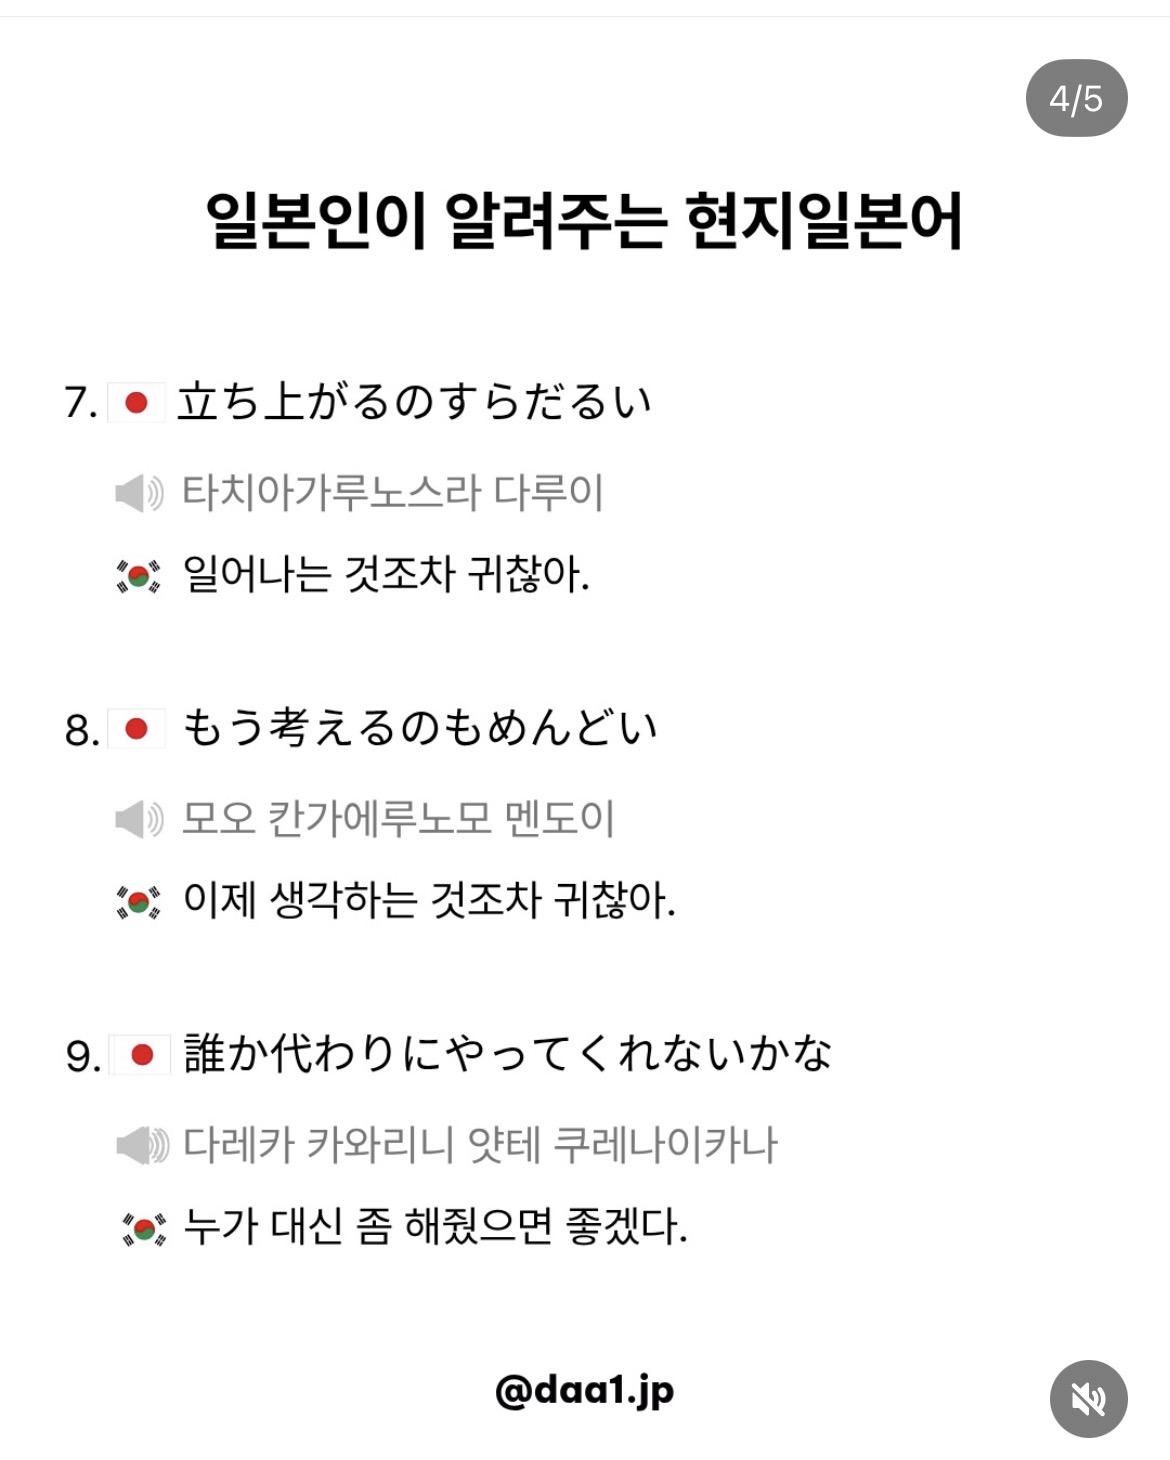 4/5
일본인이 알려주는 현지일본어
7. 🇯🇵 立ち上がるのすらだるい
타치아가루노스라 다루이
일어나는 것조차 귀찮아.
8. 🇯🇵 もう考えるのもめんどい
모오 칸가에루노모 멘도이
이제 생각하는 것조차 귀찮아.
9. 🇯🇵 誰か代わりにやってくれないかな
다레카 카와리니 얏테 쿠레나이카나
누가 대신 좀 해줬으면 좋겠다.
@daa1.jp